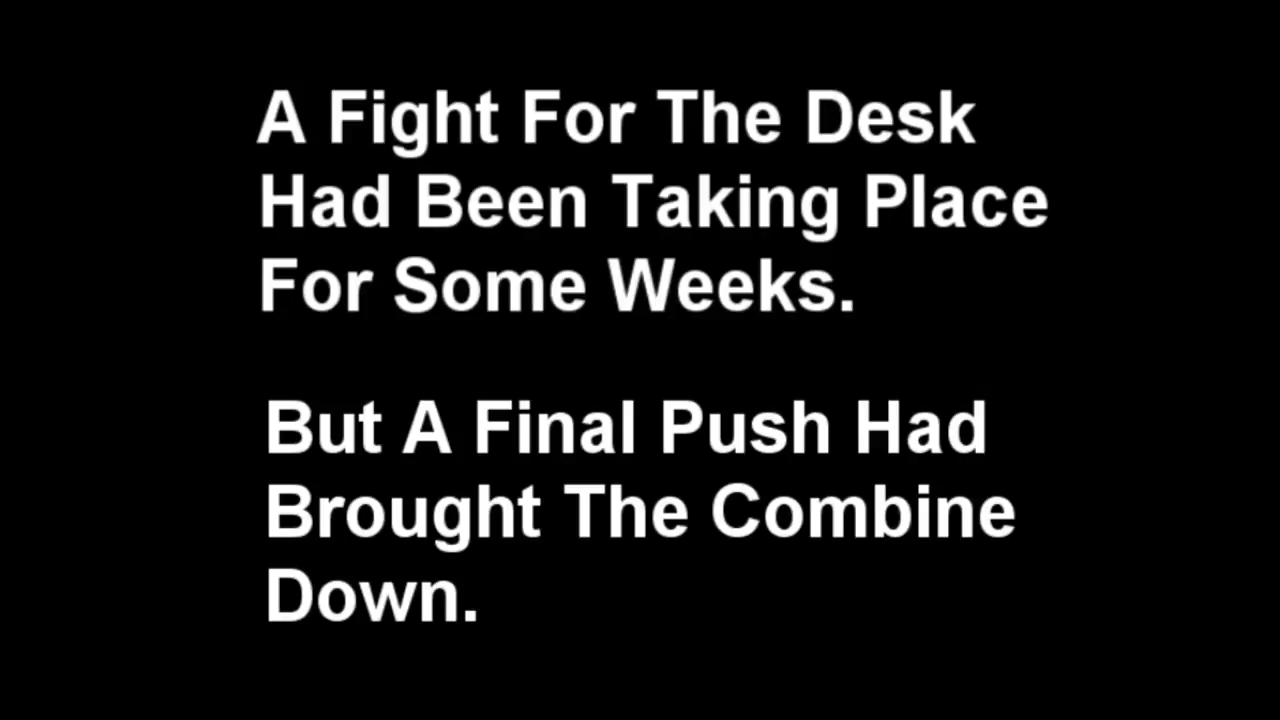 A Fight For The Desk
Had Been Taking Place
For Some Weeks.
But A Final Push Had
Brought The Combine
Down.